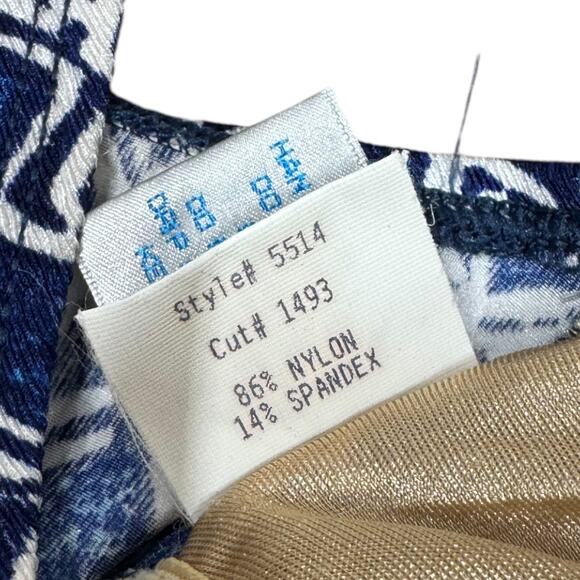 Style# 5514
Cut# 1493
86% NYLON
14% SPANDEX